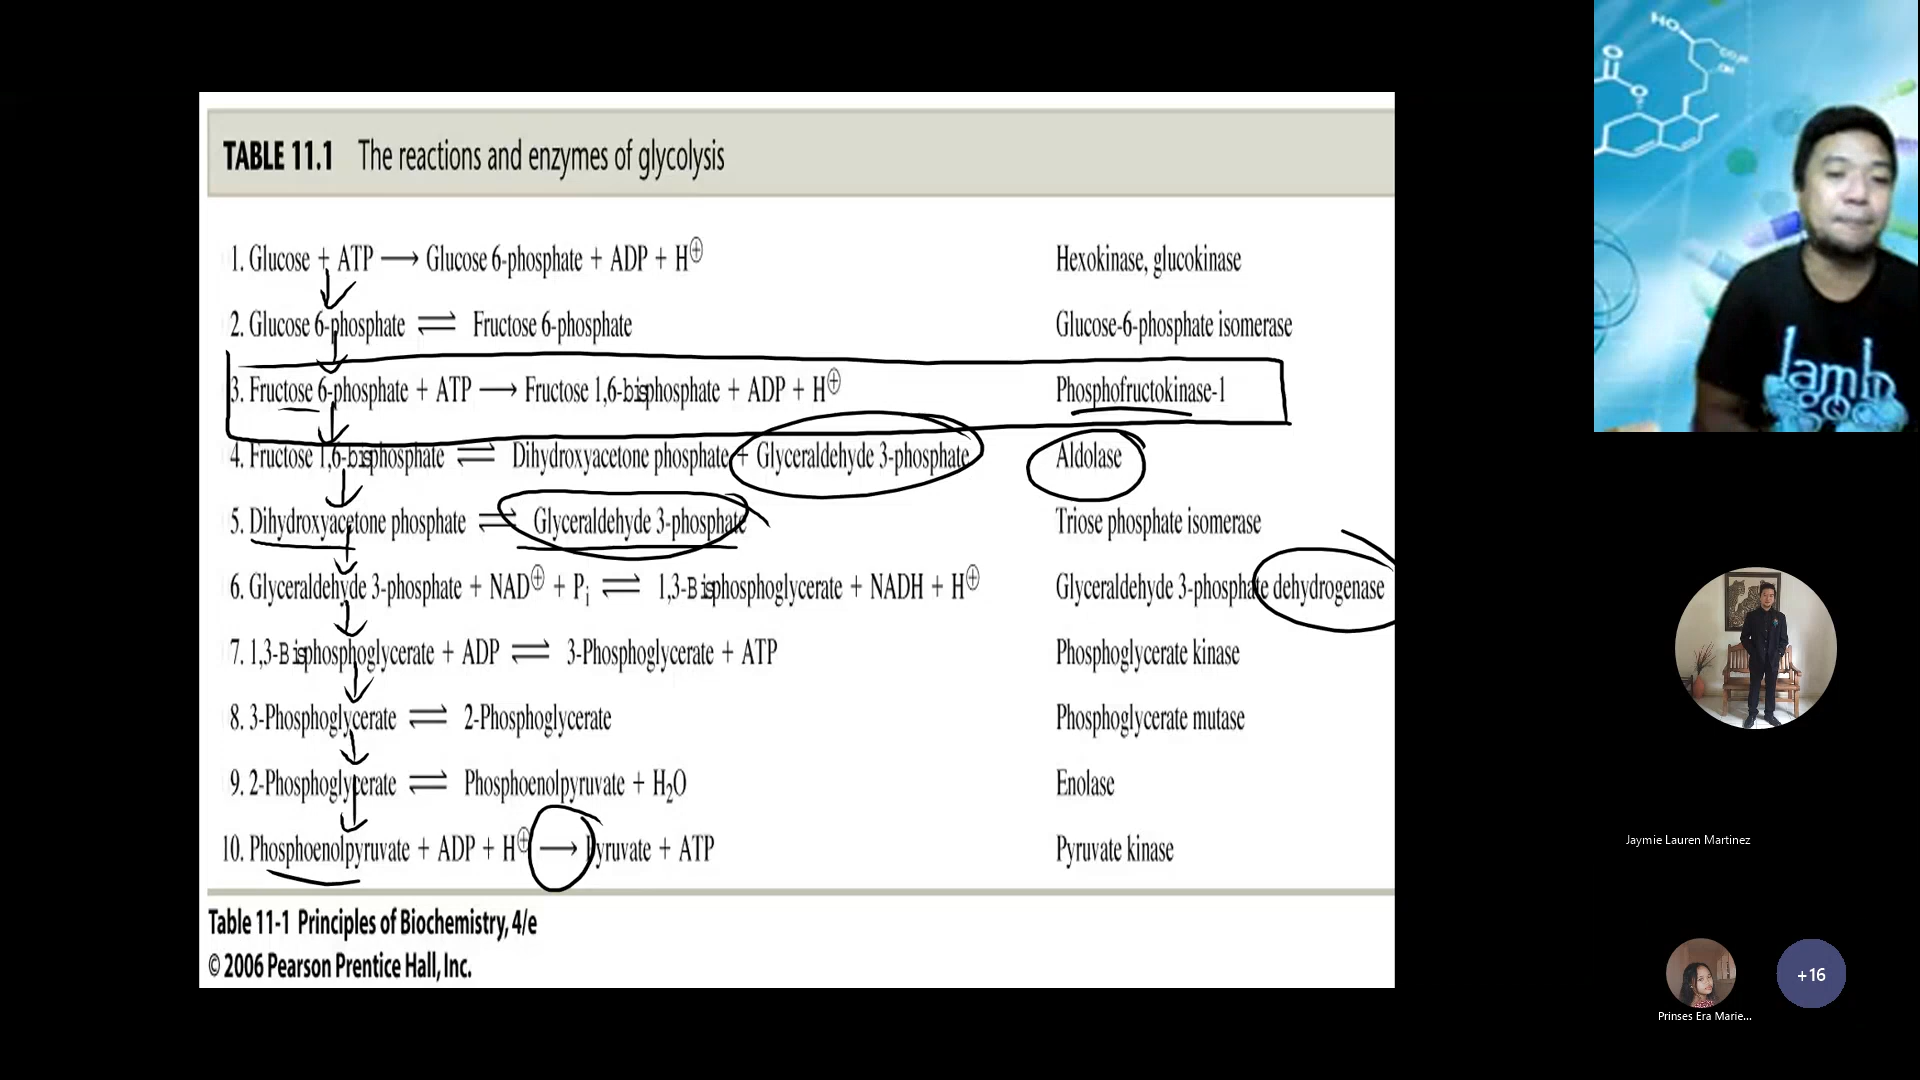 TABLE 11.1 The reactions and enzymes of glycolysis
1. Glucose + ATP ⟶ Glucose 6-phosphate + ADP + H⊕ Hexokinase, glucokinase
2. Glucose 6-phosphate ⇌ Fructose 6-phosphate Glucose-6-phosphate isomerase
3. Fructose 6-phosphate + ATP ⟶ Fructose 1,6-bisphosphate + ADP + H⊕ Phosphofructokinase-1
4. Fructose 1,6-bisphosphate ⇌ Dihydroxyacetone phosphate + Glyceraldehyde 3-phosphate Aldolase
5. Dihydroxyacetone phosphate ⇌ Glyceraldehyde 3-phosphate Triose phosphate isomerase
6. Glyceraldehyde 3-phosphate + NAD⊕ + Pi ⇌ 1,3-Bisphosphoglycerate + NADH + H⊕ Glyceraldehyde 3-phosphate dehydrogenase
7. 1,3-Bisphosphoglycerate + ADP ⇌ 3-Phosphoglycerate + ATP Phosphoglycerate kinase
8. 3-Phosphoglycerate ⇌ 2-Phosphoglycerate Phosphoglycerate mutase
9. 2-Phosphoglycerate ⇌ Phosphoenolpyruvate + H2O Enolase
10. Phosphoenolpyruvate + ADP + H⊕ ⟶ Pyruvate + ATP Pyruvate kinase
Table 11-1 Principles of Biochemistry, 4/e
© 2006 Pearson Prentice Hall, Inc.
HO
O
O
OH
lamb
Jaymie Lauren Martinez
Prinses Era Marie...
+16